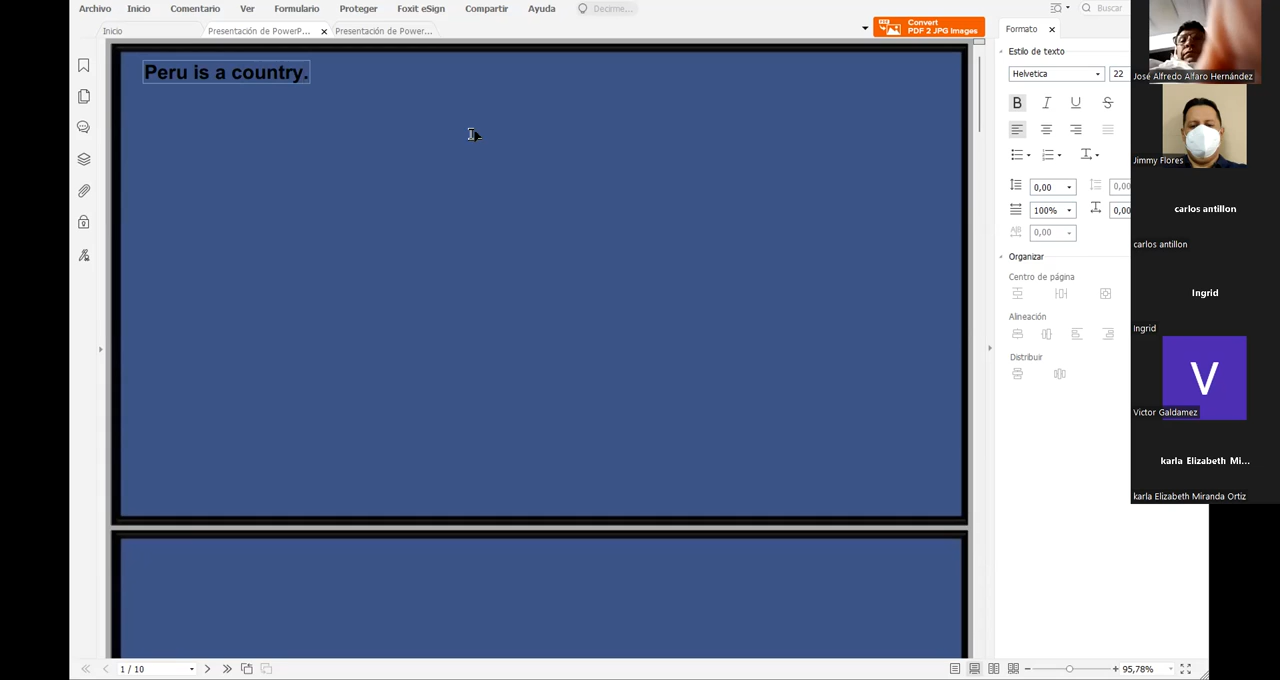 Archivo Inicio Comentario Ver Formulario Proteger Foxit eSign Compartir Ayuda Decirme... Buscar
Inicio Presentación de PowerP... Presentación de Power...
Convert
PDF 2 JPG Images
Formato
Peru is a country.
Estilo de texto
Helvetica 22
B I U S
0,00 0,00
100% 0,00
0,00
Organizar
Centro de página
Alineación
Distribuir
José Alfredo Alfaro Hernández
Jimmy Flores
carlos antillon
carlos antillon
Ingrid
Ingrid
V
Victor Galdamez
karla Elizabeth Mi...
karla Elizabeth Miranda Ortiz
1 / 10
95,78%